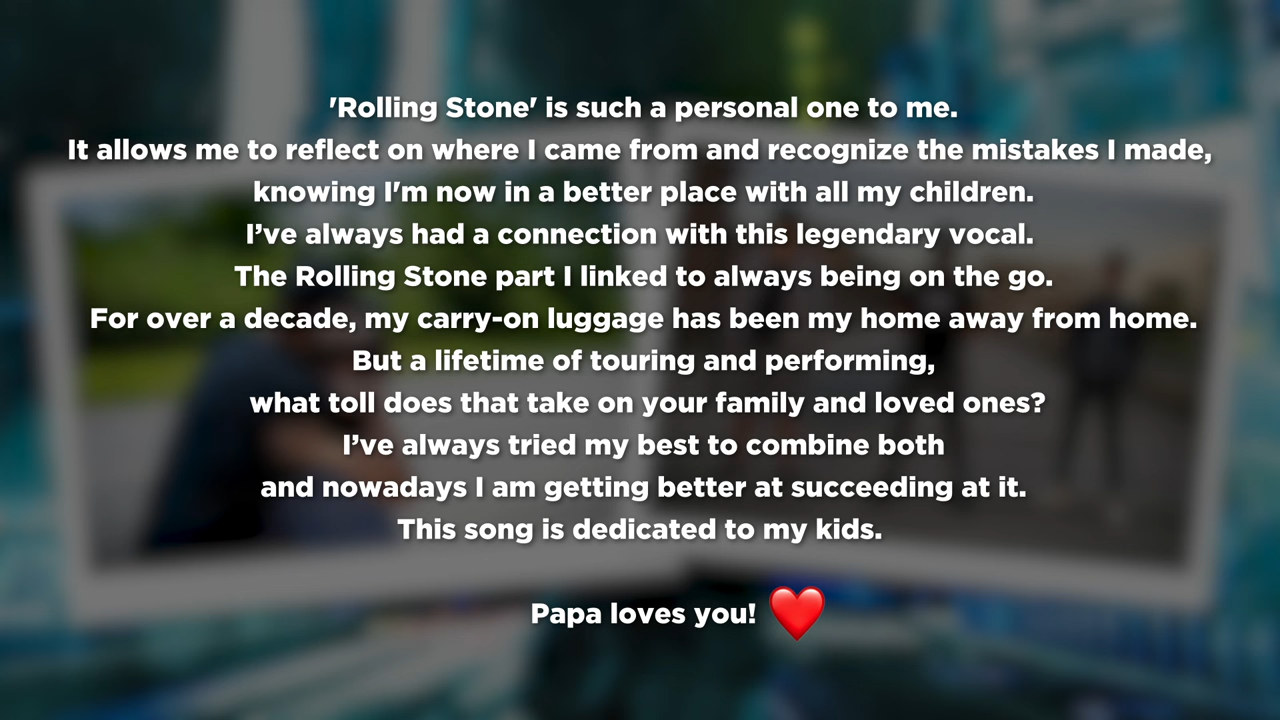 'Rolling Stone' is such a personal one to me.
It allows me to reflect on where I came from and recognize the mistakes I made,
knowing I'm now in a better place with all my children.
I’ve always had a connection with this legendary vocal.
The Rolling Stone part I linked to always being on the go.
For over a decade, my carry-on luggage has been my home away from home.
But a lifetime of touring and performing,
what toll does that take on your family and loved ones?
I’ve always tried my best to combine both
and nowadays I am getting better at succeeding at it.
This song is dedicated to my kids.
Papa loves you! ❤️